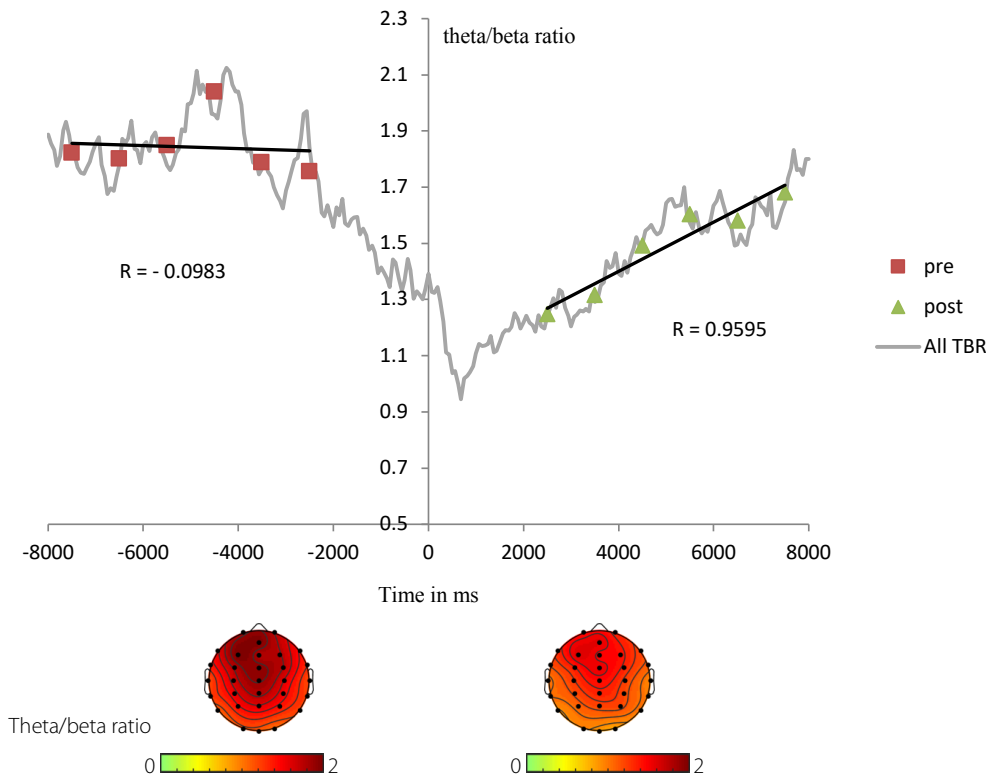 2.3
theta/beta ratio
2.1
1.9
1.7
1.5
R = - 0.0983
pre
1.3
post
R = 0.9595
All TBR
1.1
0.9
0.7
0.5
-8000 -6000 -4000 -2000 0 2000 4000 6000 8000
Time in ms
Theta/beta ratio
0 2 0 2